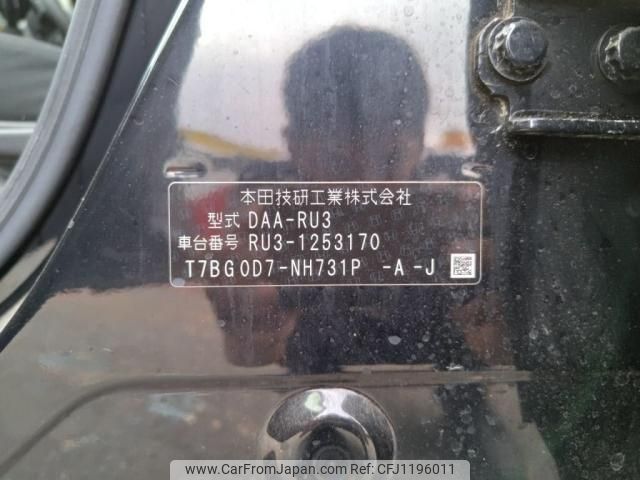 本田技研工業株式会社
型式 DAA-RU3
車台番号 RU3-1253170
T7BG0D7-NH731P -A-J
www.CarFromJapan.com | Ref:CFJ1196011